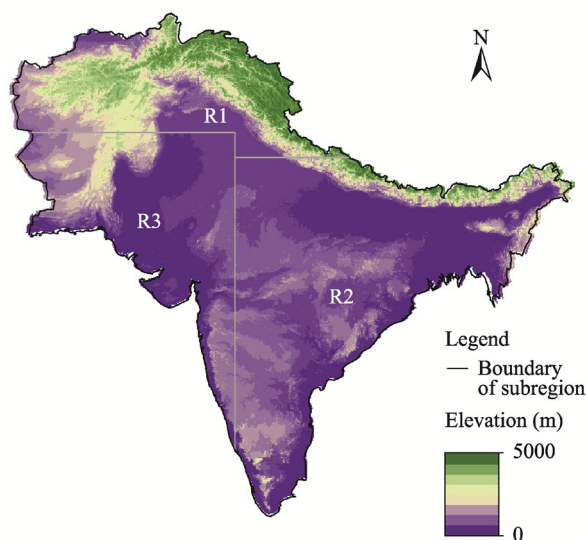 N
R1
R3
R2
Legend
Boundary
of subregion
Elevation (m)
5000
0